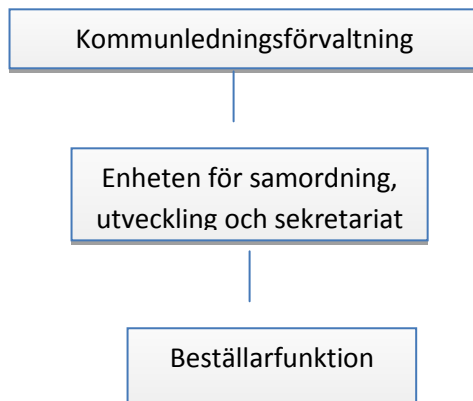 Kommunledningsförvaltning
Enheten för samordning,
utveckling och sekretariat
Beställarfunktion